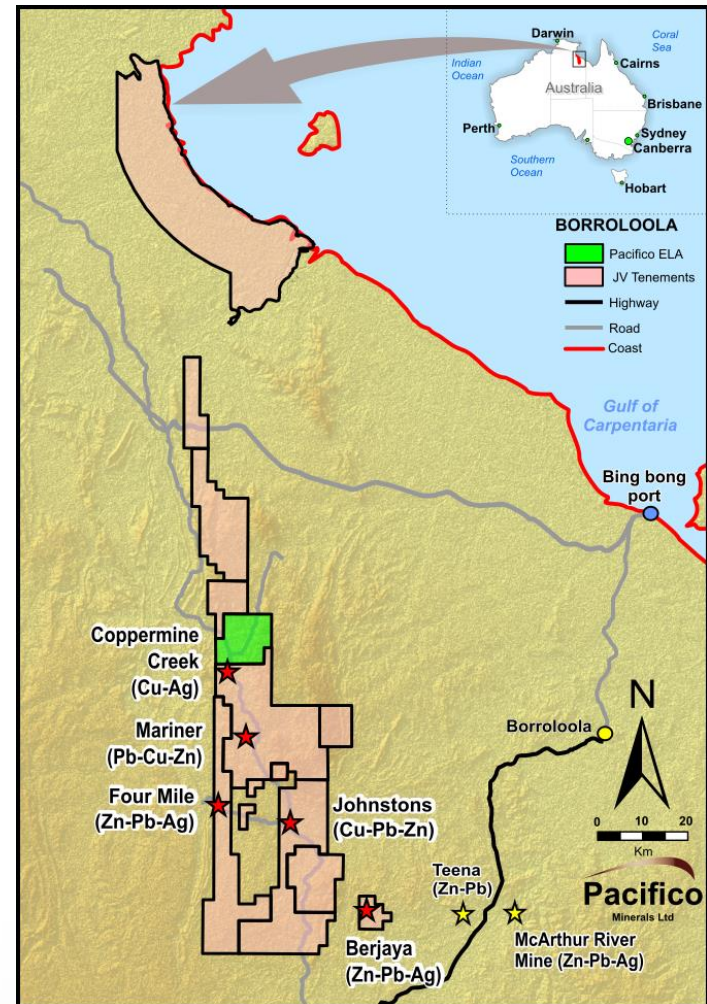 Darwin
Coral
Sea
Indian
Ocean
Cairns
Australia
Brisbane
Perth
Sydney
Canberra
Southern
Ocean
Hobart
BORROLOOLA
Pacifico ELA
JV Tenements
Highway
Road
Coast
Gulf of
Carpentaria
Bing bong
port
Coppermine
Creek
(Cu-Ag)
Mariner
(Pb-Cu-Zn)
Four Mile
(Zn-Pb-Ag)
Johnstons
(Cu-Pb-Zn)
Borroloola
N
0 10 20
Km
Pacifico
Minerals Ltd
Teena
(Zn-Pb)
Berjaya
(Zn-Pb-Ag)
McArthur River
Mine (Zn-Pb-Ag)